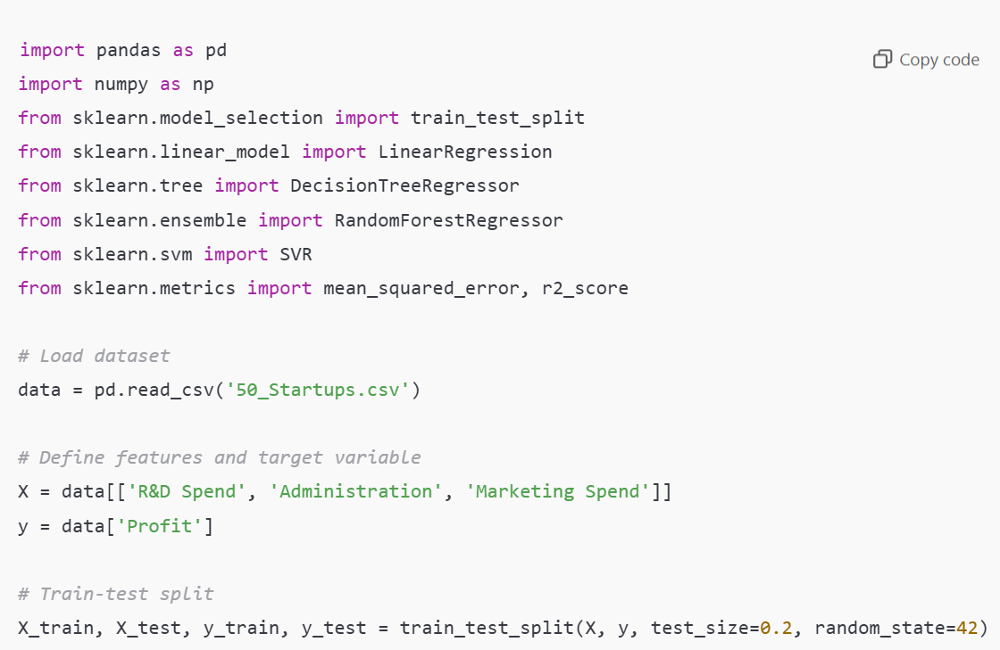 import pandas as pd
Copy code
import numpy as np
from sklearn.model_selection import train_test_split
from sklearn.linear_model import LinearRegression
from sklearn.tree import DecisionTreeRegressor
from sklearn.ensemble import RandomForestRegressor
from sklearn.svm import SVR
from sklearn.metrics import mean_squared_error, r2_score
# Load dataset
data = pd.read_csv('50_Startups.csv')
# Define features and target variable
X = data[['R&D Spend', 'Administration', 'Marketing Spend']]
y = data['Profit']
# Train-test split
X_train, X_test, y_train, y_test = train_test_split(X, y, test_size=0.2, random_state=42)